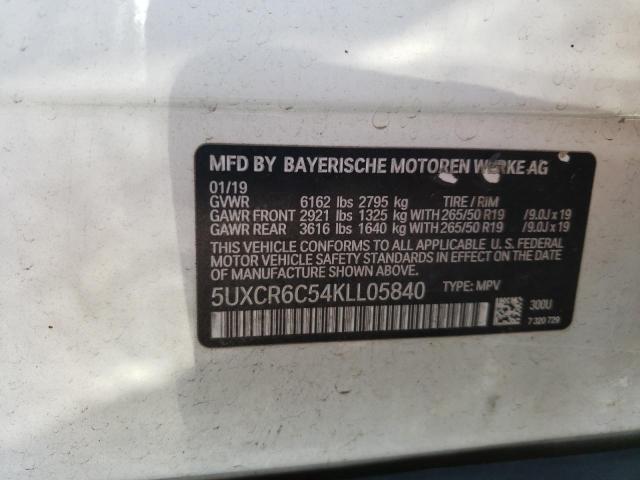 MFD BY BAYERISCHE MOTOREN WERKE AG
01/19
GVWR 6162 lbs 2795 kg TIRE / RIM
GAWR FRONT 2921 lbs 1325 kg WITH 265/50 R19 /9.0J x 19
GAWR REAR 3616 lbs 1640 kg WITH 265/50 R19 /9.0J x 19
THIS VEHICLE CONFORMS TO ALL APPLICABLE U. S. FEDERAL
MOTOR VEHICLE SAFETY STANDARDS IN EFFECT ON THE DATE
OF MANUFACTURE SHOWN ABOVE.
5UXCR6C54KLL05840 TYPE: MPV
300U
7 320 729